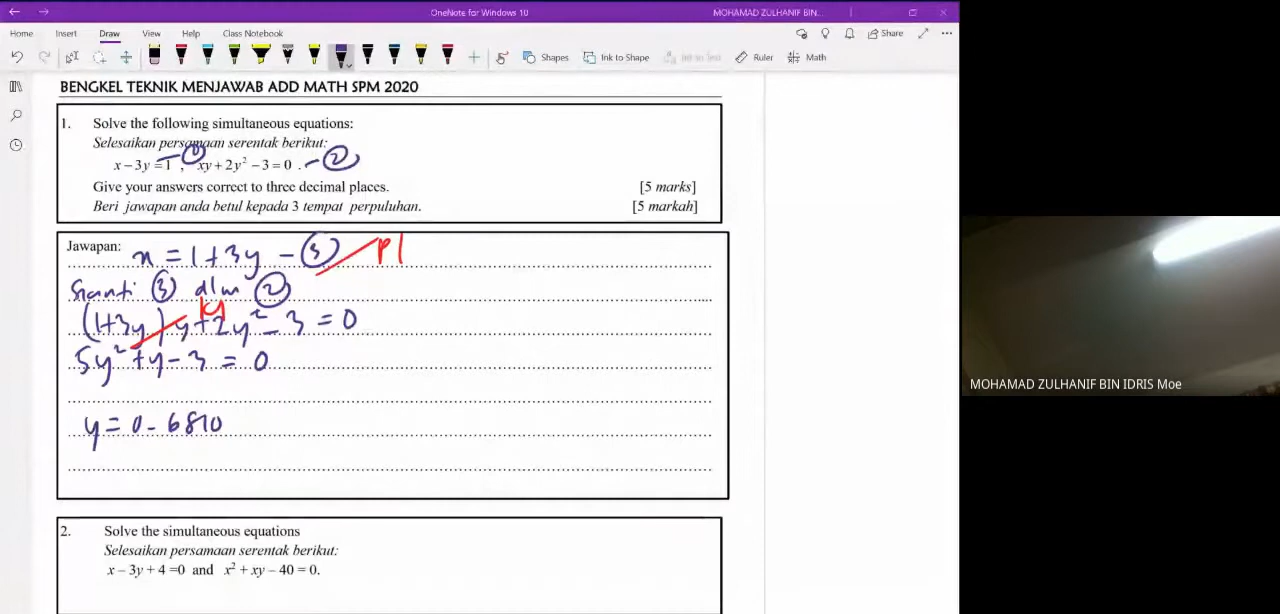 OneNote for Windows 10
MOHAMAD ZULHANIF BIN...
Home Insert Draw View Help Class Notebook
Share
Shapes Ink to Shape Ink to Text Ruler Math
BENGKEL TEKNIK MENJAWAB ADD MATH SPM 2020
1. Solve the following simultaneous equations:
Selesaikan persamaan serentak berikut:
x – 3y = 1 , xy + 2y² – 3 = 0 .
– ① – ②
Give your answers correct to three decimal places. [5 marks]
Beri jawapan anda betul kepada 3 tempat perpuluhan. [5 markah]
Jawapan: x = 1 + 3y – ③ P1
Ganti ③ dlm ②
K1
(1+3y) y + 2y² – 3 = 0
5y² + y – 3 = 0
y = 0.6810
2. Solve the simultaneous equations
Selesaikan persamaan serentak berikut:
x – 3y + 4 =0 and x² + xy – 40 = 0.
MOHAMAD ZULHANIF BIN IDRIS Moe